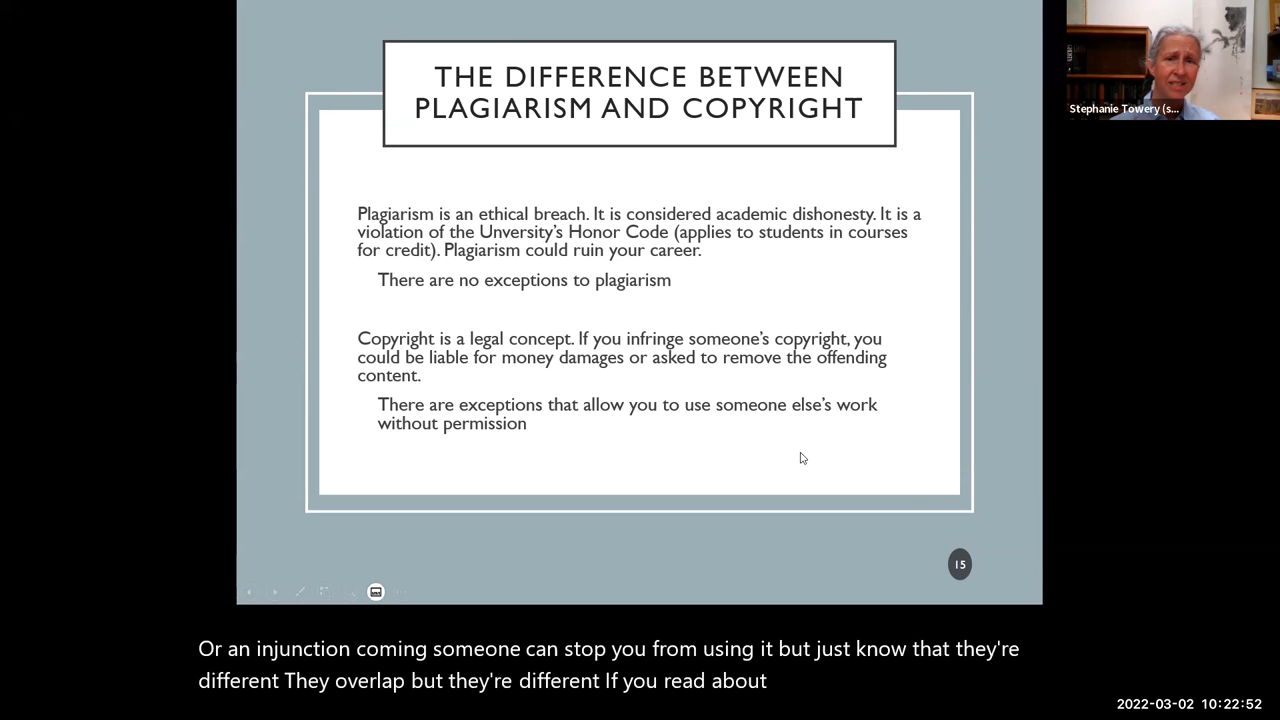 THE DIFFERENCE BETWEEN
PLAGIARISM AND COPYRIGHT
Stephanie Towery (s...
Plagiarism is an ethical breach. It is considered academic dishonesty. It is a
violation of the Unversity's Honor Code (applies to students in courses
for credit). Plagiarism could ruin your career.
There are no exceptions to plagiarism
Copyright is a legal concept. If you infringe someone's copyright, you
could be liable for money damages or asked to remove the offending
content.
There are exceptions that allow you to use someone else's work
without permission
15
Or an injunction coming someone can stop you from using it but just know that they're
different They overlap but they're different If you read about
2022-03-02 10:22:52